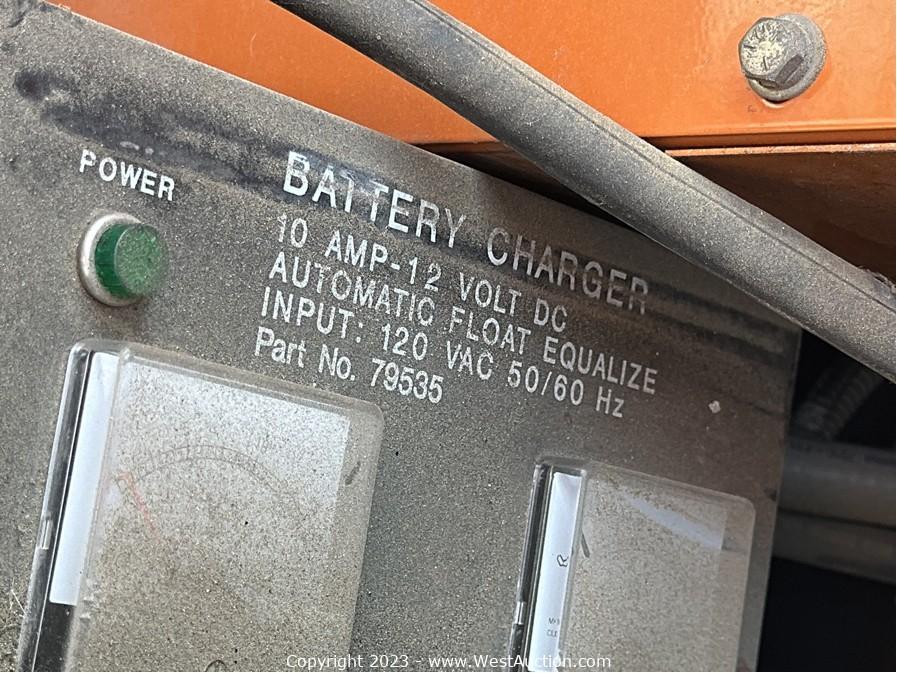 POWER
BATTERY CHARGER
10 AMP-12 VOLT DC
AUTOMATIC FLOAT EQUALIZE
INPUT: 120 VAC 50/60 Hz
Part No. 79535
Copyright 2023 - www.WestAuction.com